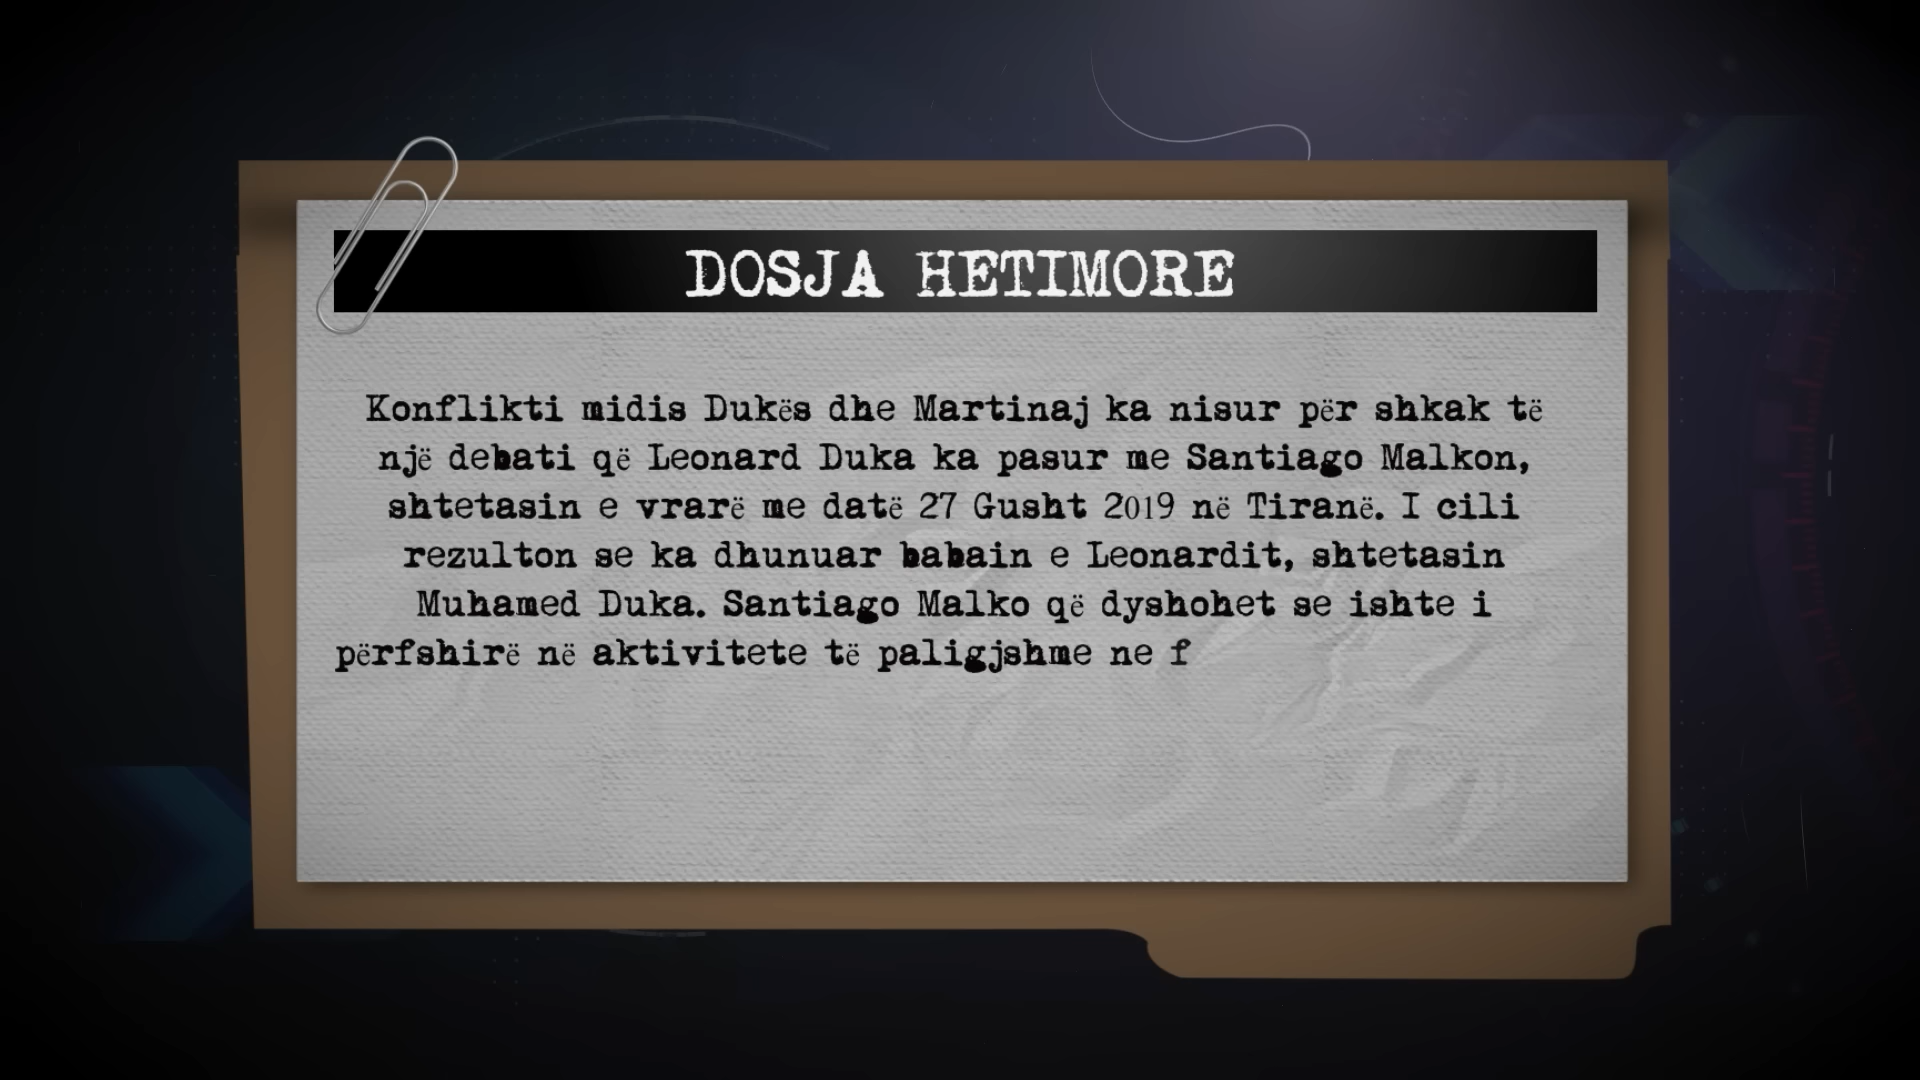 DOSJA HETIMORE
Konflikti midis Dukës dhe Martinaj ka nisur për shkak të
një debati që Leonard Duka ka pasur me Santiago Malkon,
shtetasin e vrarë me datë 27 Gusht 2019 në Tiranë. I cili
rezulton se ka dhunuar babain e Leonardit, shtetasin
Muhamed Duka. Santiago Malko që dyshohet se ishte i
përfshirë në aktivitete të paligjshme ne f